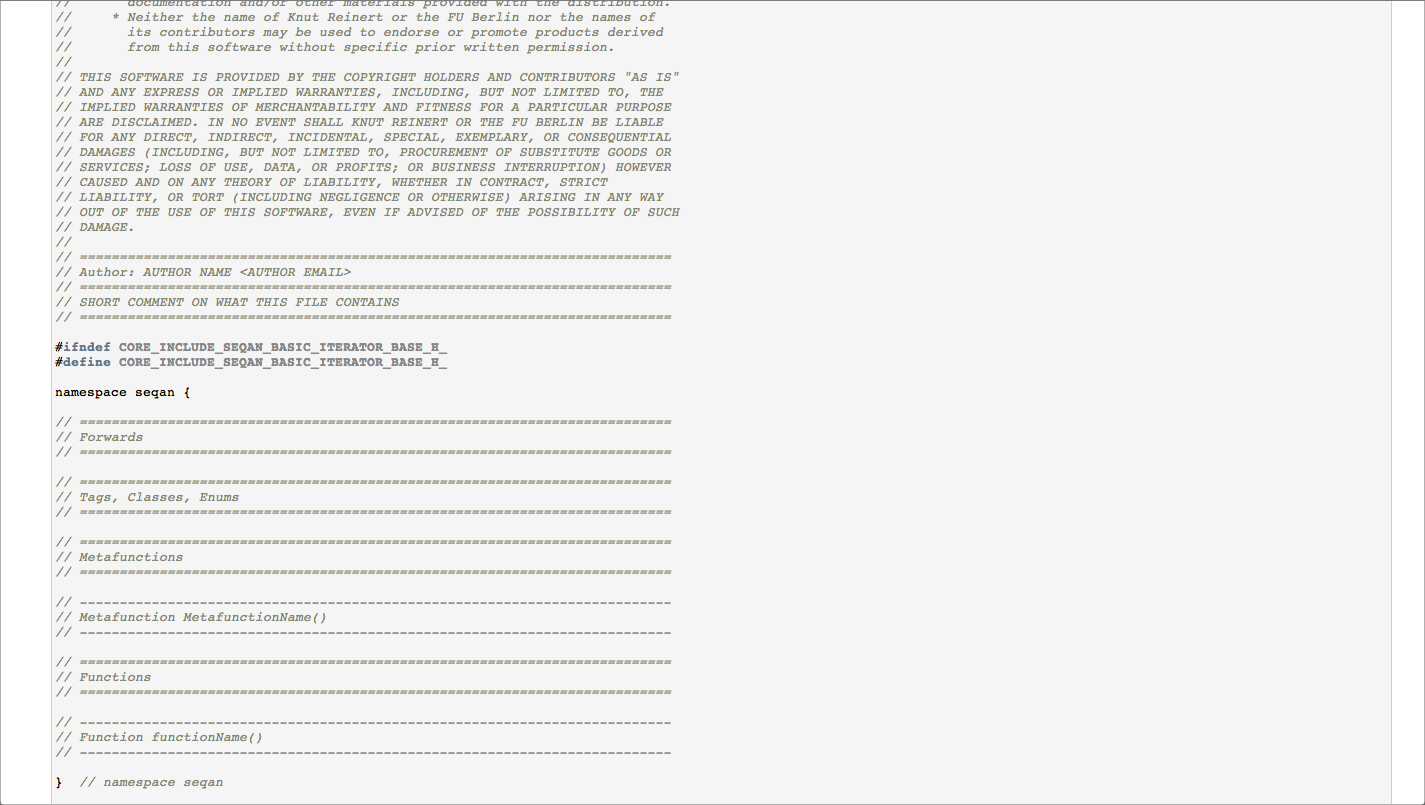 //       documentation and/or other materials provided with the distribution.
//     * Neither the name of Knut Reinert or the FU Berlin nor the names of
//       its contributors may be used to endorse or promote products derived
//       from this software without specific prior written permission.
//
// THIS SOFTWARE IS PROVIDED BY THE COPYRIGHT HOLDERS AND CONTRIBUTORS "AS IS"
// AND ANY EXPRESS OR IMPLIED WARRANTIES, INCLUDING, BUT NOT LIMITED TO, THE
// IMPLIED WARRANTIES OF MERCHANTABILITY AND FITNESS FOR A PARTICULAR PURPOSE
// ARE DISCLAIMED. IN NO EVENT SHALL KNUT REINERT OR THE FU BERLIN BE LIABLE
// FOR ANY DIRECT, INDIRECT, INCIDENTAL, SPECIAL, EXEMPLARY, OR CONSEQUENTIAL
// DAMAGES (INCLUDING, BUT NOT LIMITED TO, PROCUREMENT OF SUBSTITUTE GOODS OR
// SERVICES; LOSS OF USE, DATA, OR PROFITS; OR BUSINESS INTERRUPTION) HOWEVER
// CAUSED AND ON ANY THEORY OF LIABILITY, WHETHER IN CONTRACT, STRICT
// LIABILITY, OR TORT (INCLUDING NEGLIGENCE OR OTHERWISE) ARISING IN ANY WAY
// OUT OF THE USE OF THIS SOFTWARE, EVEN IF ADVISED OF THE POSSIBILITY OF SUCH
// DAMAGE.
//
// ==========================================================================
// Author: AUTHOR NAME <AUTHOR EMAIL>
// ==========================================================================
// SHORT COMMENT ON WHAT THIS FILE CONTAINS
// ==========================================================================

#ifndef CORE_INCLUDE_SEQAN_BASIC_ITERATOR_BASE_H_
#define CORE_INCLUDE_SEQAN_BASIC_ITERATOR_BASE_H_

namespace seqan {

// ==========================================================================
// Forwards
// ==========================================================================

// ==========================================================================
// Tags, Classes, Enums
// ==========================================================================

// ==========================================================================
// Metafunctions
// ==========================================================================

// --------------------------------------------------------------------------
// Metafunction MetafunctionName()
// --------------------------------------------------------------------------

// ==========================================================================
// Functions
// ==========================================================================

// --------------------------------------------------------------------------
// Function functionName()
// --------------------------------------------------------------------------

}  // namespace seqan